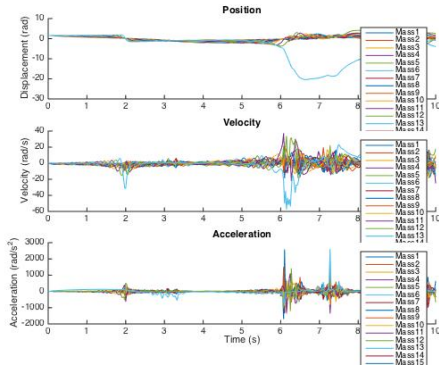 Position
Displacement (rad)
10
0
-10
-20
-30
0 1 2 3 4 5 6 7 8 10
Mass1
Mass2
Mass3
Mass4
Mass5
Mass6
Mass7
Mass8
Mass9
Mass10
Mass11
Mass12
Mass13
Velocity
Velocity (rad/s)
40
20
0
-20
-40
-60
0 1 2 3 4 5 6 7 8 10
Mass1
Mass2
Mass3
Mass4
Mass5
Mass6
Mass7
Mass8
Mass9
Mass10
Mass11
Mass12
Mass13
Acceleration
Acceleration (rad/s²)
3000
2000
1000
0
-1000
-2000
0 1 2 3 4 5 6 7 8 10
Time (s)
Mass1
Mass2
Mass3
Mass4
Mass5
Mass6
Mass7
Mass8
Mass9
Mass10
Mass11
Mass12
Mass13
Mass14
Mass15